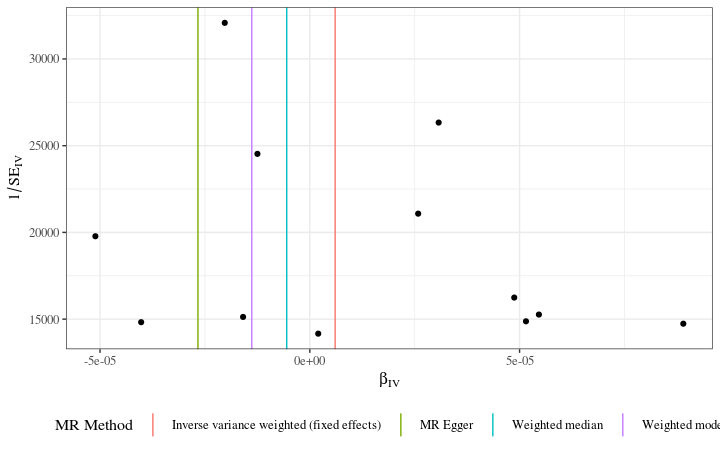 30000
25000
20000
15000
1/SE_IV
-5e-05 0e+00 5e-05
β_IV
MR Method Inverse variance weighted (fixed effects) MR Egger Weighted median Weighted mode